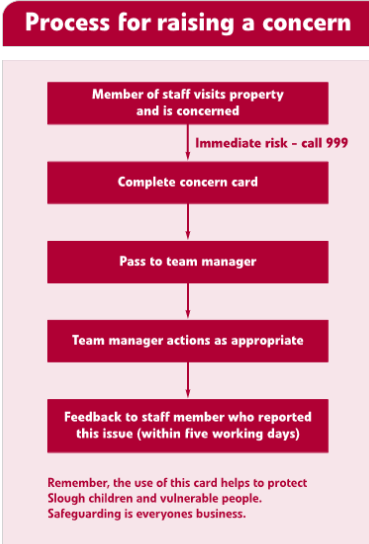 Process for raising a concern
Member of staff visits property
and is concerned
Immediate risk - call 999
Complete concern card
Pass to team manager
Team manager actions as appropriate
Feedback to staff member who reported
this issue (within five working days)
Remember, the use of this card helps to protect
Slough children and vulnerable people.
Safeguarding is everyones business.